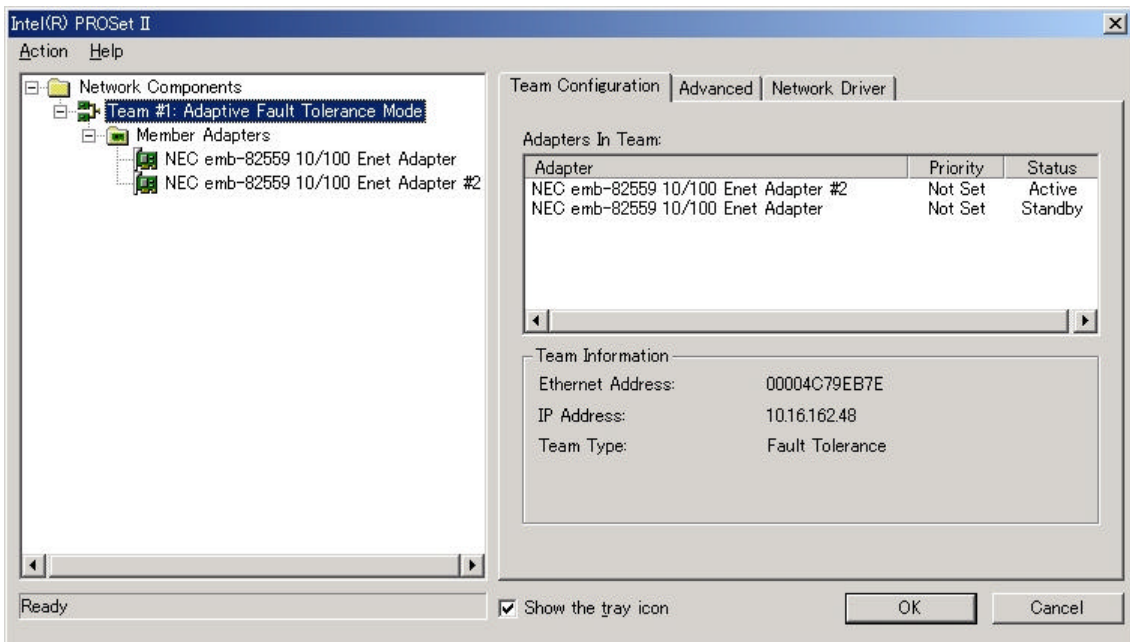 Intel(R) PROSet II
Action Help
Network Components
Team #1: Adaptive Fault Tolerance Mode
Member Adapters
NEC emb-82559 10/100 Enet Adapter
NEC emb-82559 10/100 Enet Adapter #2
Team Configuration Advanced Network Driver
Adapters In Team:
Adapter Priority Status
NEC emb-82559 10/100 Enet Adapter #2 Not Set Active
NEC emb-82559 10/100 Enet Adapter Not Set Standby
Team Information
Ethernet Address: 00004C79EB7E
IP Address: 10.16.162.48
Team Type: Fault Tolerance
Ready
Show the tray icon
OK Cancel